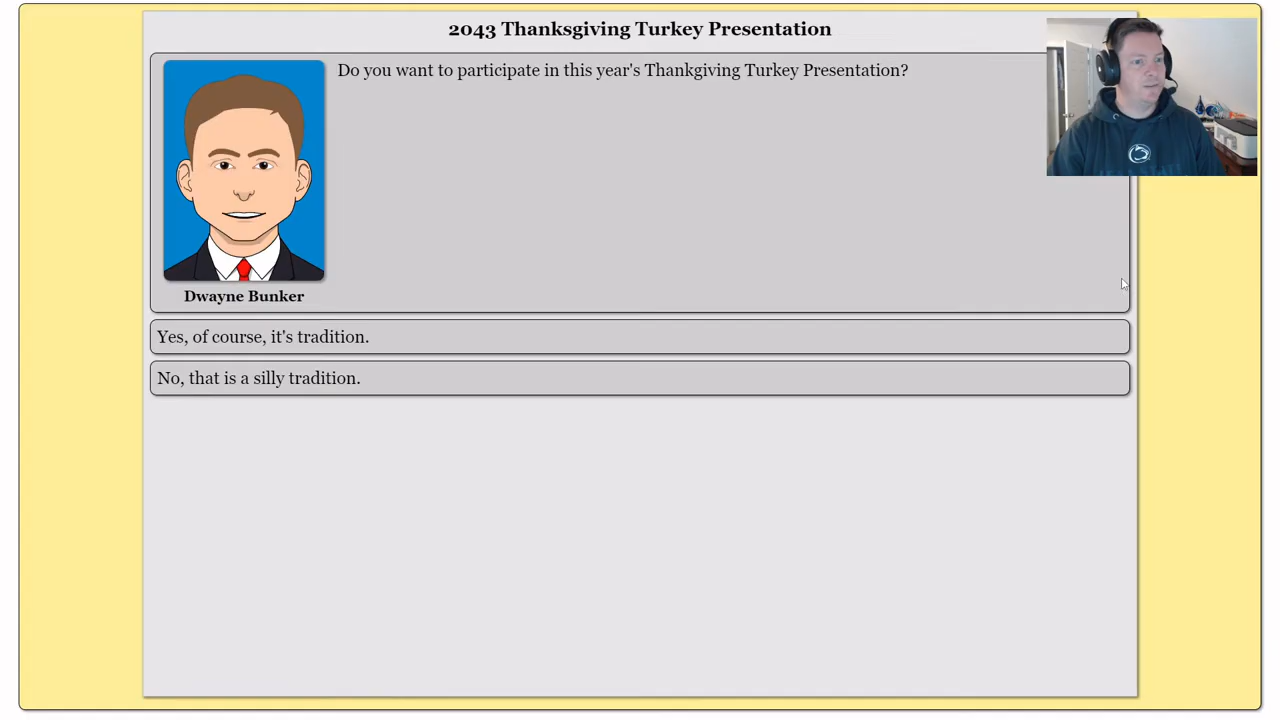 2043 Thanksgiving Turkey Presentation
Do you want to participate in this year's Thankgiving Turkey Presentation?
Dwayne Bunker
Yes, of course, it's tradition.
No, that is a silly tradition.